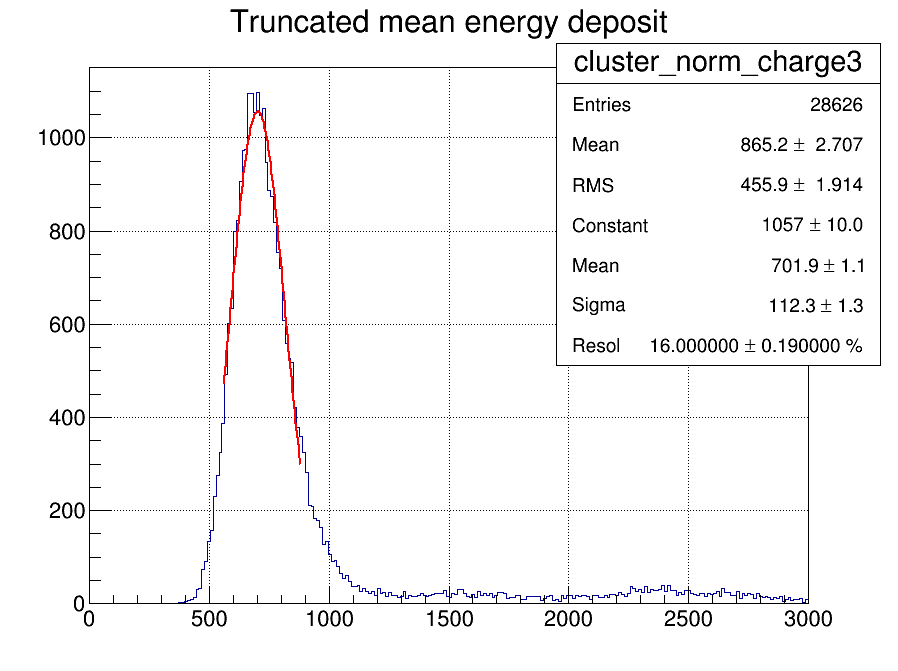 Truncated mean energy deposit
cluster_norm_charge3
Entries 28626
Mean 865.2 ± 2.707
RMS 455.9 ± 1.914
Constant 1057 ± 10.0
Mean 701.9 ± 1.1
Sigma 112.3 ± 1.3
Resol 16.000000 ± 0.190000 %
1000
800
600
400
200
0
0 500 1000 1500 2000 2500 3000